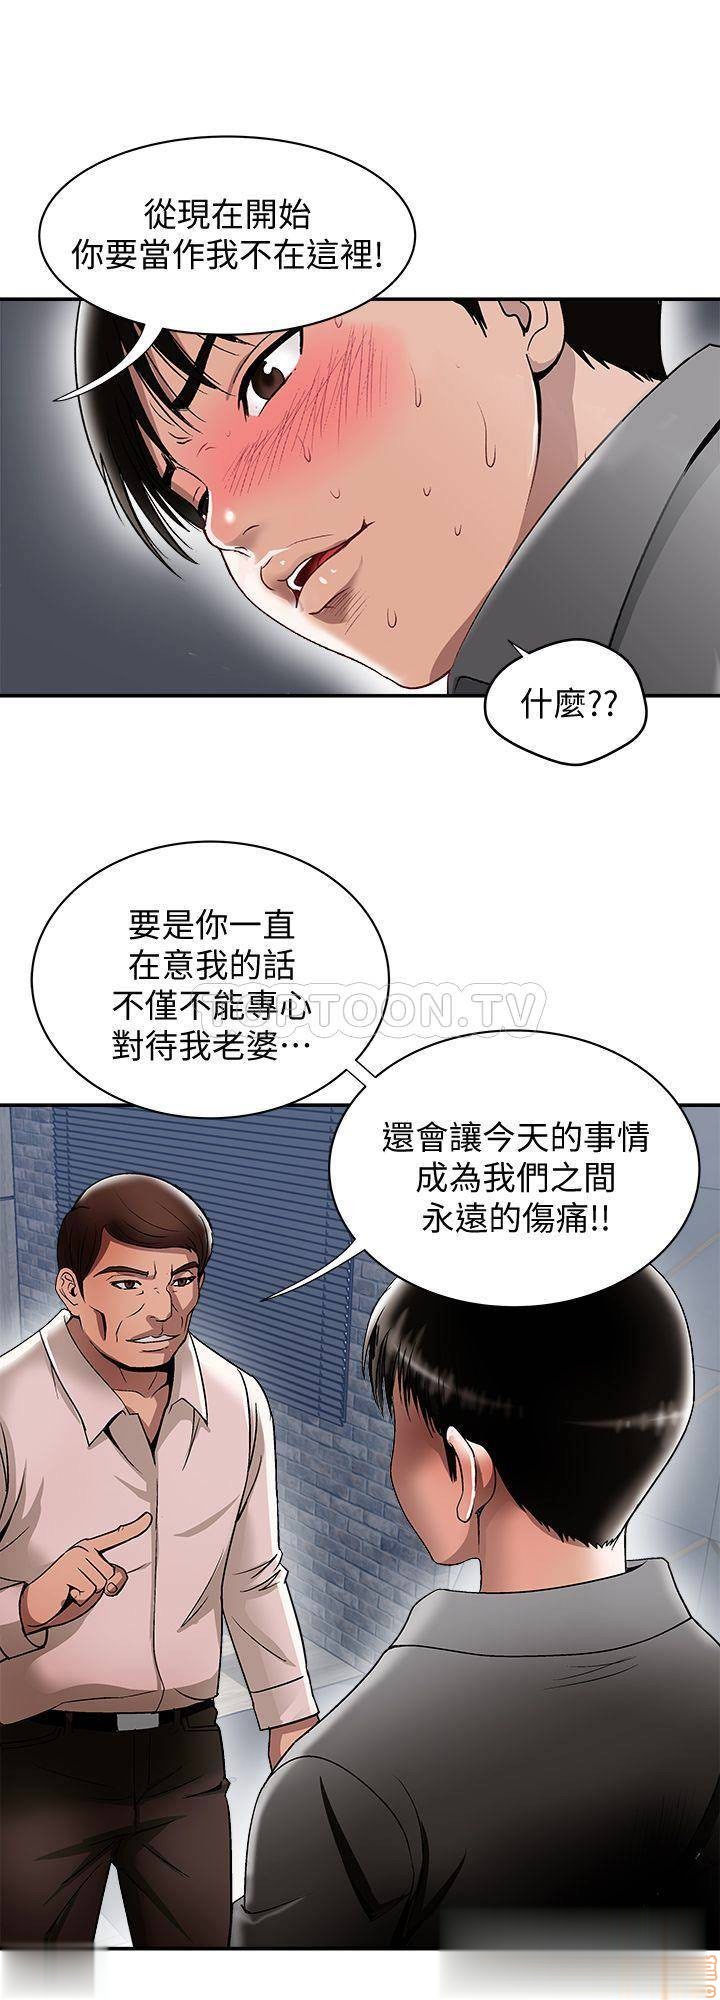 從現在開始
你要當作我不在這裡!
什麼??
要是你一直
在意我的話
不僅不能專心
對待我老婆…
TOPTOON.TV
還會讓今天的事情
成為我們之間
永遠的傷痛!!